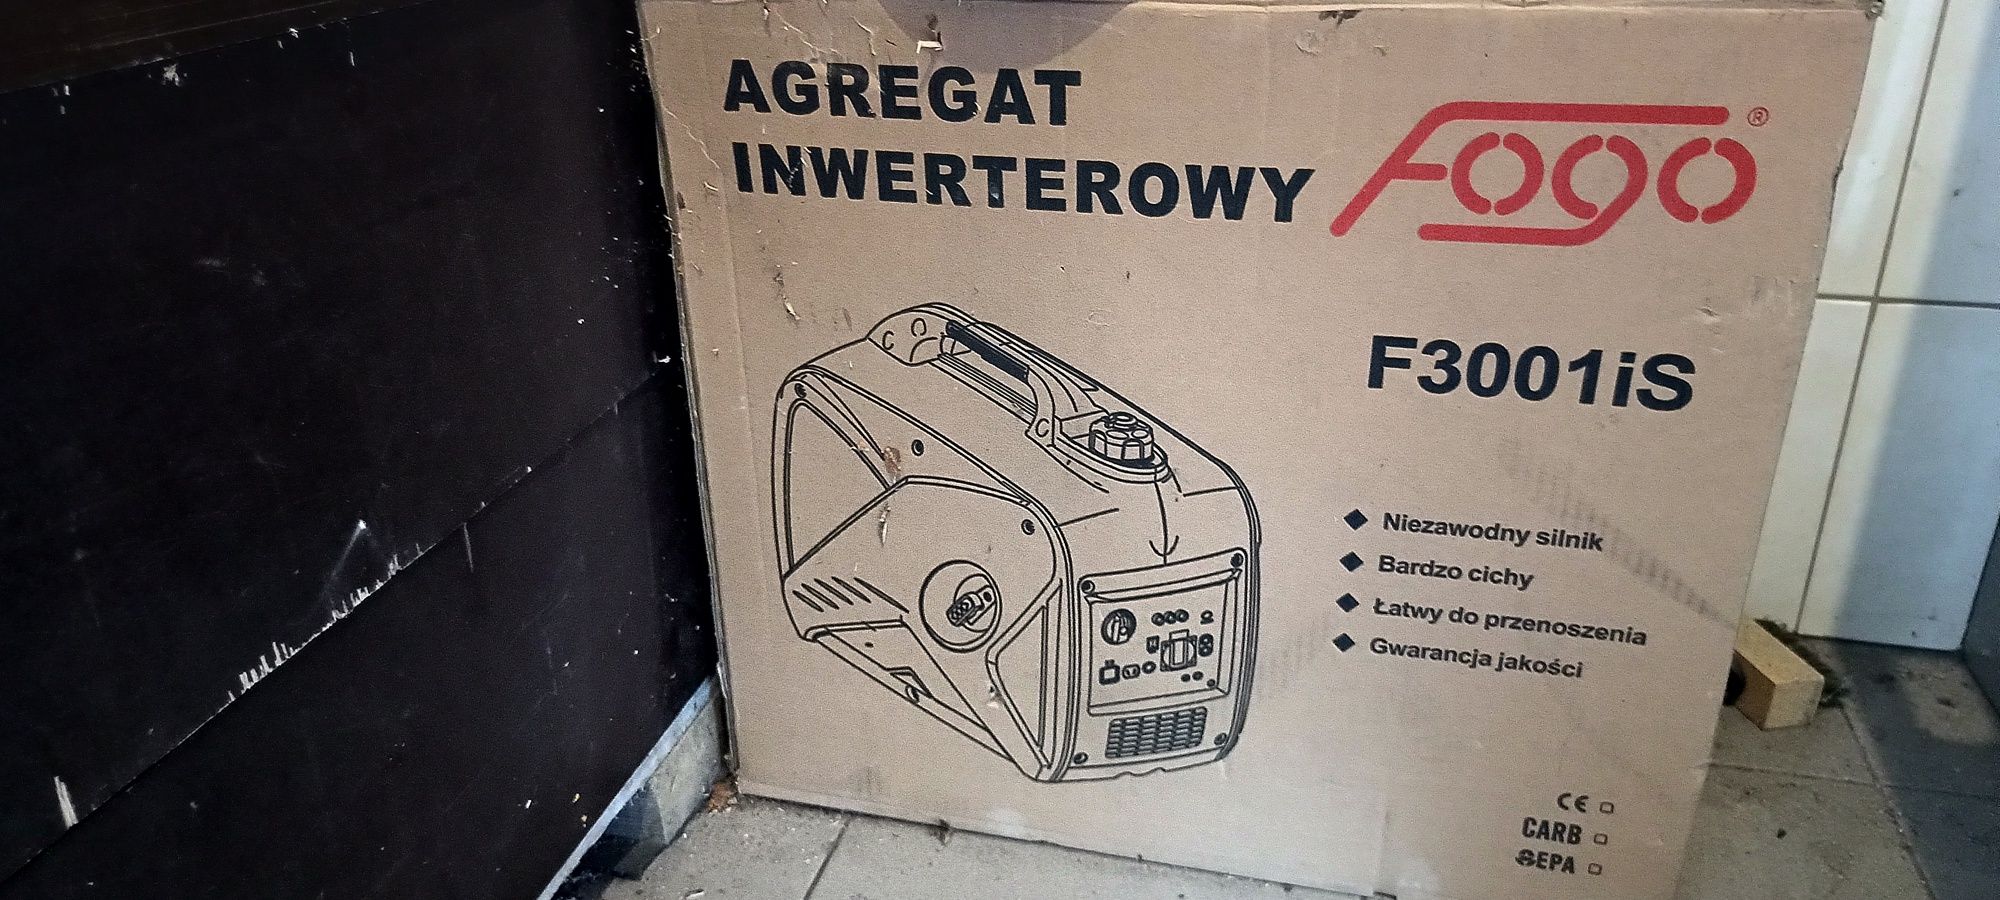 AGREGAT
INWERTEROWY
Fogo®
F3001iS
Niezawodny silnik
Bardzo cichy
Łatwy do przenoszenia
Gwarancja jakości
CE
CARB
EPA